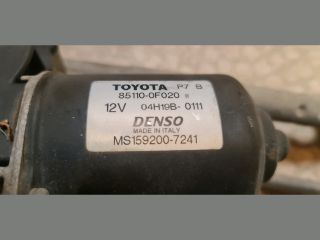 TOYOTA P7 B
85110-0F020
12V 04H19B-0111
DENSO
MADE IN ITALY
MS159200-7241